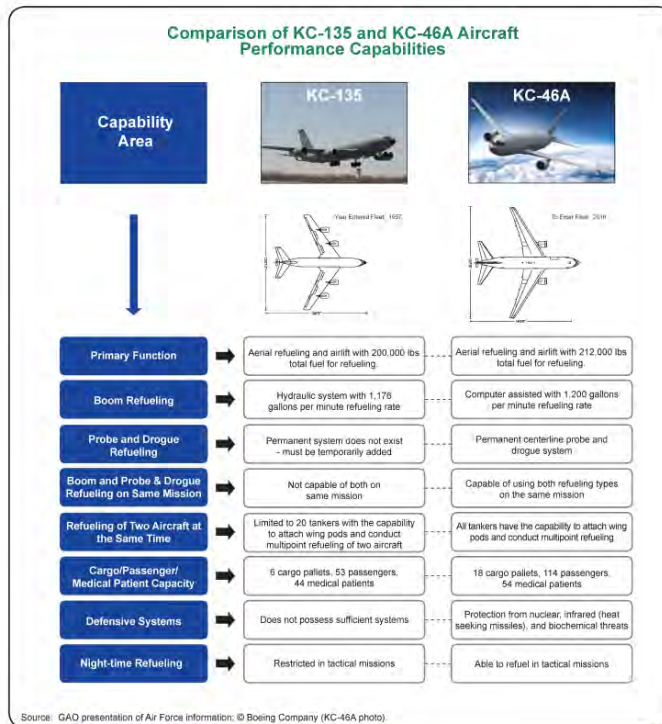 Comparison of KC-135 and KC-46A Aircraft
Performance Capabilities
Capability
Area
KC-135
KC-46A
Year Entered Fleet
To Enter Fleet
Primary Function
Aerial refueling and airlift with 200,000 lbs
total fuel for refueling.
Aerial refueling and airlift with 212,000 lbs
total fuel for refueling.
Boom Refueling
Hydraulic system with 1,176
gallons per minute refueling rate
Computer assisted with 1,200 gallons
per minute refueling rate
Probe and Drogue
Refueling
Permanent system does not exist
- must be temporarily added
Permanent centerline probe and
drogue system
Boom and Probe & Drogue
Refueling on Same Mission
Not capable of both on
same mission
Capable of using both refueling types
on the same mission
Refueling of Two Aircraft at
the Same Time
Limited to 20 tankers with the capability
to attach wing pods and conduct
multipoint refueling of two aircraft
All tankers have the capability to attach wing
pods and conduct multipoint refueling
Cargo/Passenger/
Medical Patient Capacity
6 cargo pallets, 53 passengers,
44 medical patients
18 cargo pallets, 114 passengers,
54 medical patients
Defensive Systems
Does not possess sufficient systems
Protection from nuclear, infrared (heat
seeking missiles), and biochemical threats
Night-time Refueling
Restricted in tactical missions
Able to refuel in tactical missions
Source: GAO presentation of Air Force information; © Boeing Company (KC-46A photo).